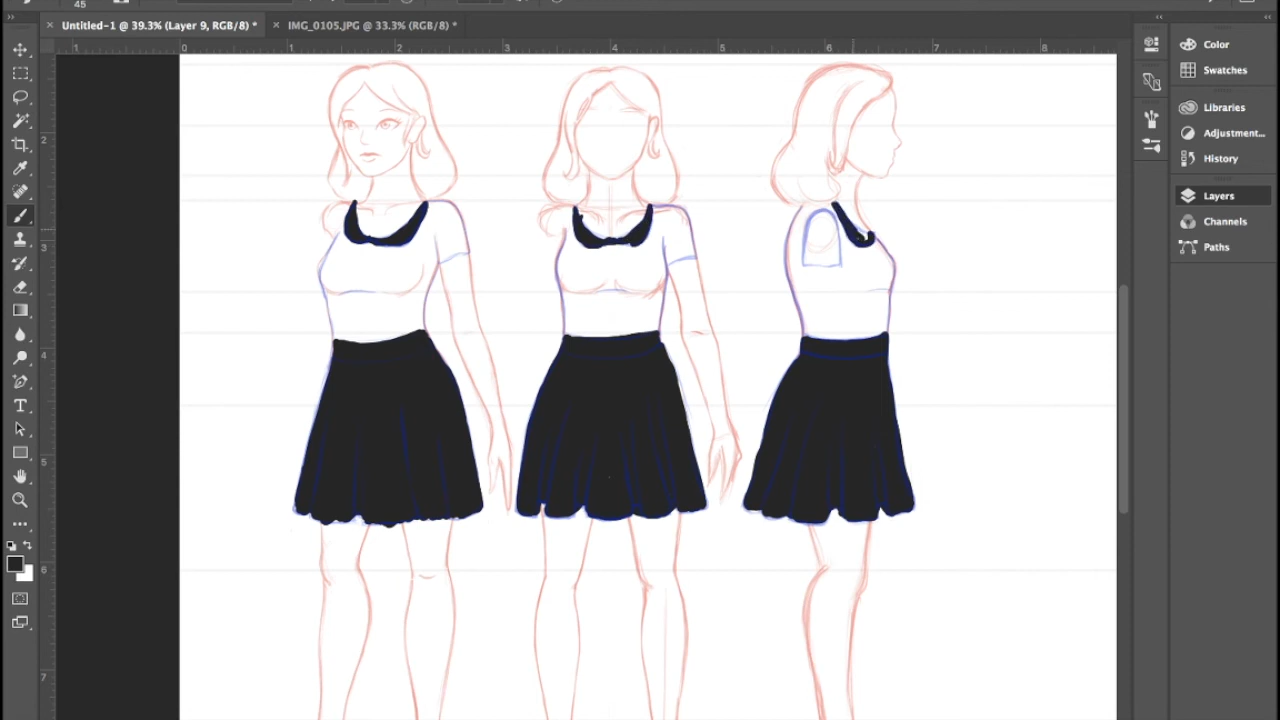 45
Untitled-1 @ 39.3% (Layer 9, RGB/8) *
IMG_0105.JPG @ 33.3% (RGB/8) *
1 0 1 2 3 4 5 6 7 8
2
3
4
5
6
7
Color
Swatches
Libraries
Adjustment...
History
Layers
Channels
Paths